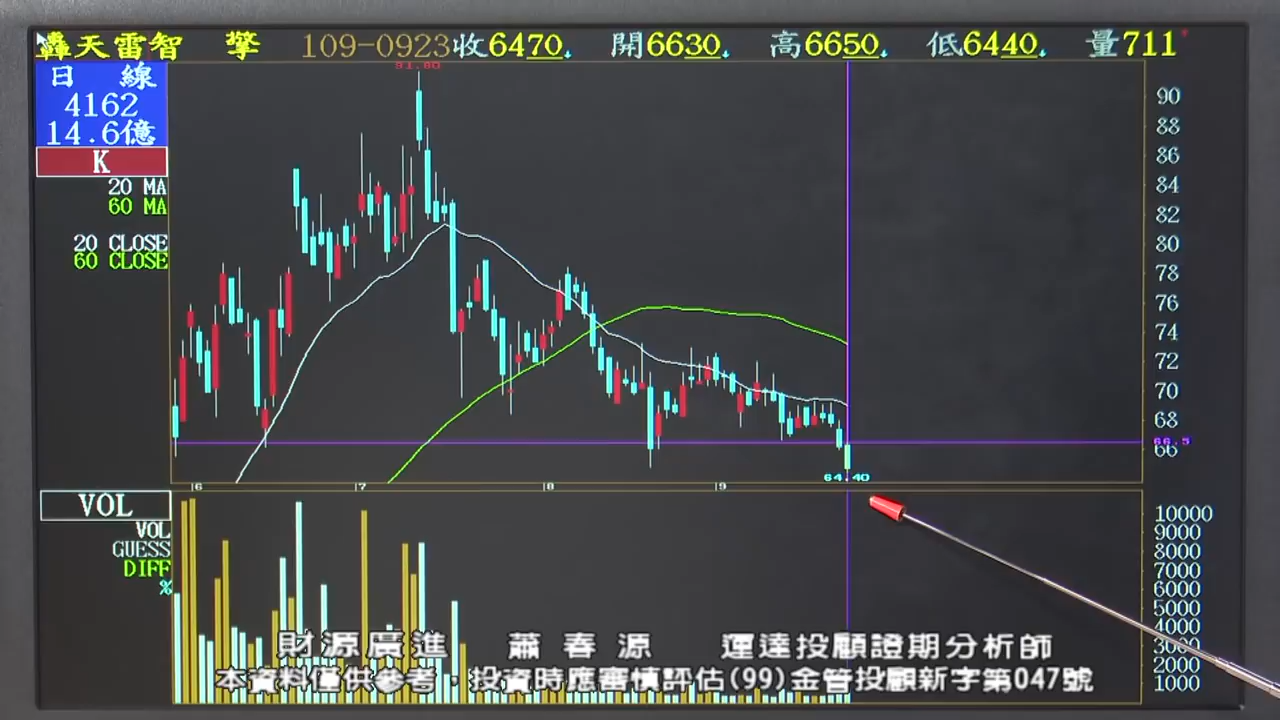 轟天雷智 擎 109-0923收6470 開6630 高6650 低6440 量711
日 線
4162
14.6億
K
20 MA
60 MA
20 CLOSE
60 CLOSE
91.80
90
88
86
84
82
80
78
76
74
72
70
68
66.5
66
64.40
6 7 8 9
VOL
VOL
GUESS
DIFF
%
10000
9000
8000
7000
6000
5000
4000
3000
2000
1000
財源廣進 蕭春源 運達投顧證期分析師
本資料僅供參考，投資時應審慎評估(99)金管投顧新字第047號